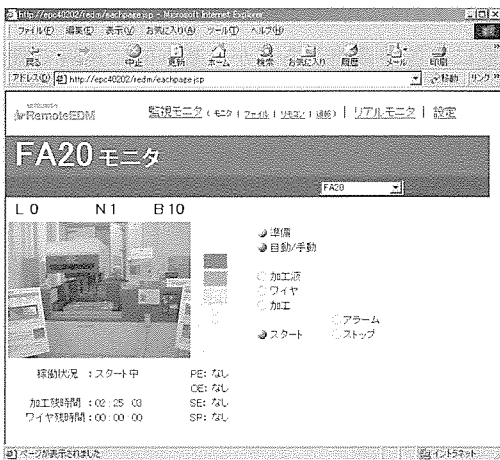 http://epc40202/redm/eachpage.jsp - Microsoft Internet Explorer
ファイル(F) 編集(E) 表示(V) お気に入り(A) ツール(T) ヘルプ(H)
戻る 中止 更新 ホーム 検索 お気に入り 履歴 メール 印刷
アドレス(D) http://epc40202/redm/eachpage.jsp 移動 リンク
RemoteEDM 監視モニタ ( モニタ | ファイル | リモコン | 連絡 ) | リアルモニタ | 設定
FA20 モニタ
FA20
L 0 N 1 B 10
準備
自動/手動
加工液
ワイヤ
加工
アラーム
スタート ストップ
稼働状況 : スタート中 PE: なし
OE: なし
加工残時間 : 02 : 25 : 03 SE: なし
ワイヤ残時間 : 00 : 00 : 00 SP: なし
ページが表示されました イントラネット